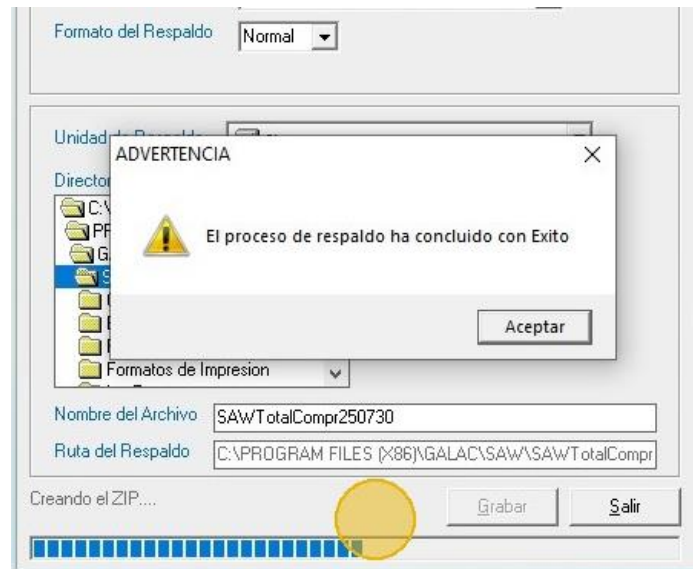 Formato del Respaldo
Normal
Unidad
ADVERTENCIA
El proceso de respaldo ha concluido con Exito
Aceptar
Formatos de Impresion
Nombre del Archivo
SAWTotalCompr250730
Ruta del Respaldo
C:\PROGRAM FILES (X86)\GALAC\SAW\SAWTotalCompr
Creando el ZIP....
Grabar
Salir